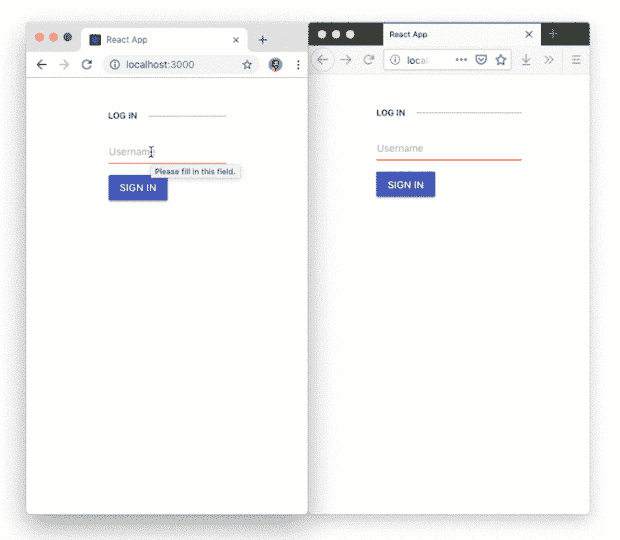 React App
localhost:3000
LOG IN
Username
Please fill in this field.
SIGN IN
React App
local
LOG IN
Username
SIGN IN